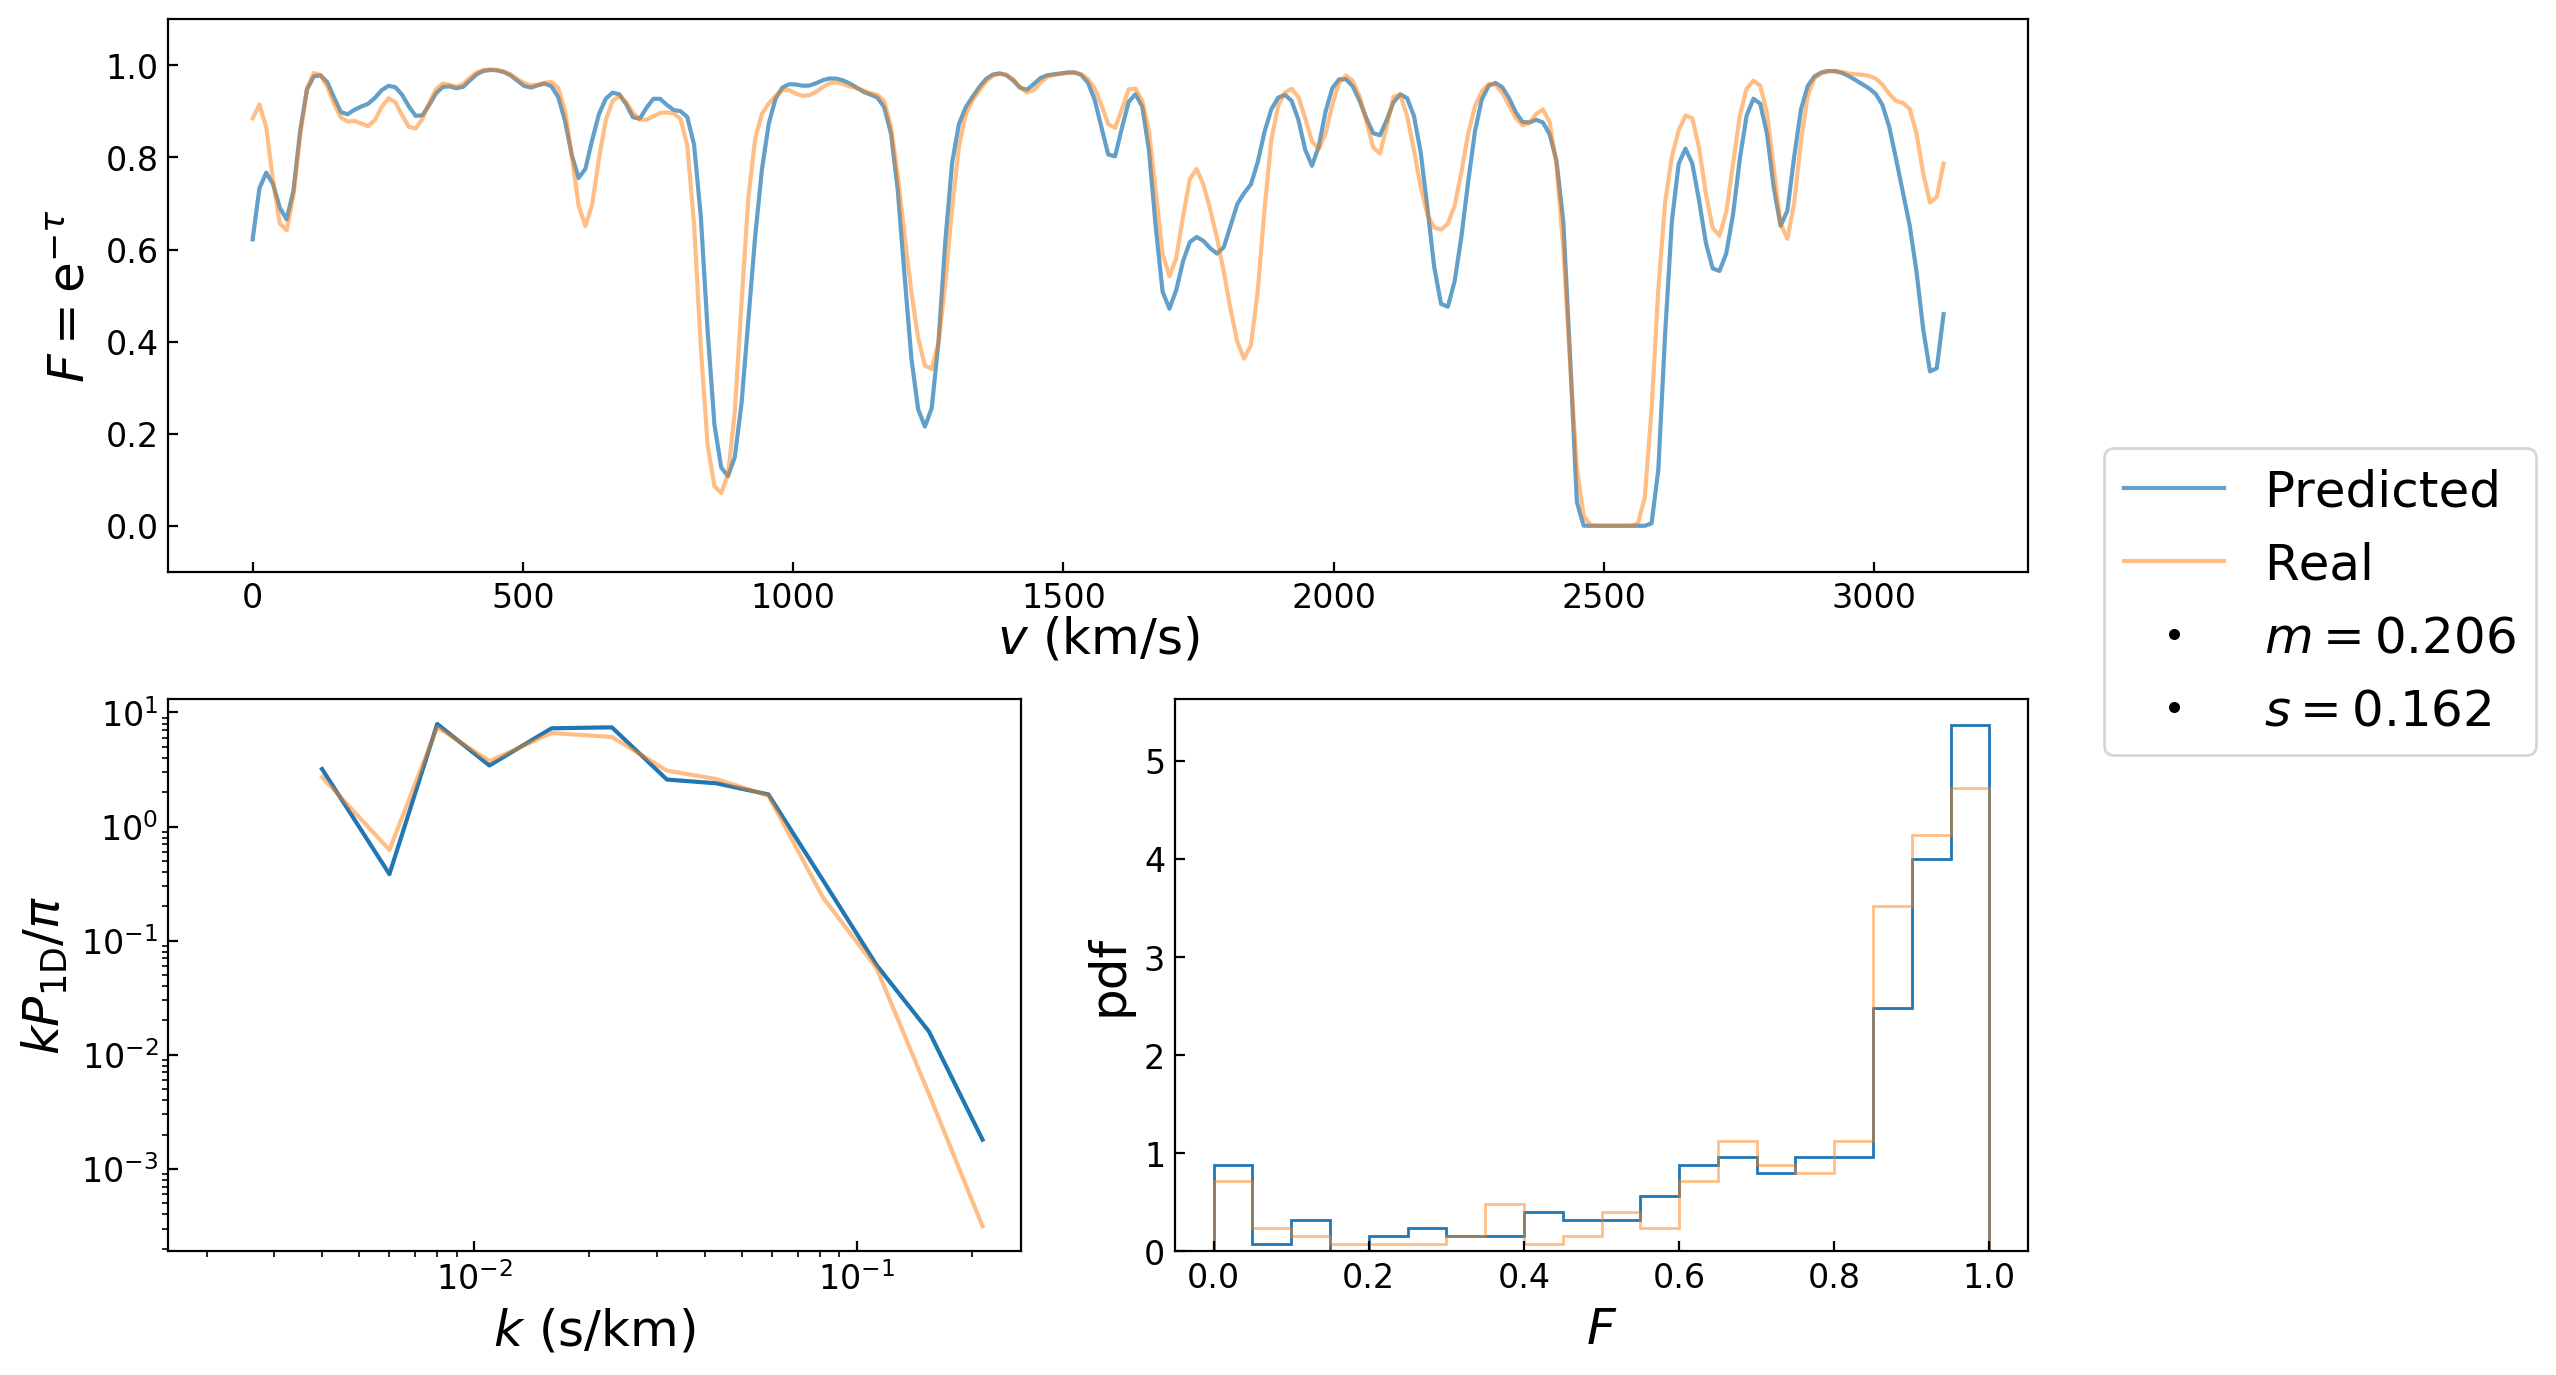 F = e^{−τ}
1.0
0.8
0.6
0.4
0.2
0.0
0 500 1000 1500 2000 2500 3000
v (km/s)
Predicted
Real
m = 0.206
s = 0.162
kP_{1D}/π
10^1
10^0
10^{−1}
10^{−2}
10^{−3}
10^{−2} 10^{−1}
k (s/km)
pdf
5
4
3
2
1
0
0.0 0.2 0.4 0.6 0.8 1.0
F